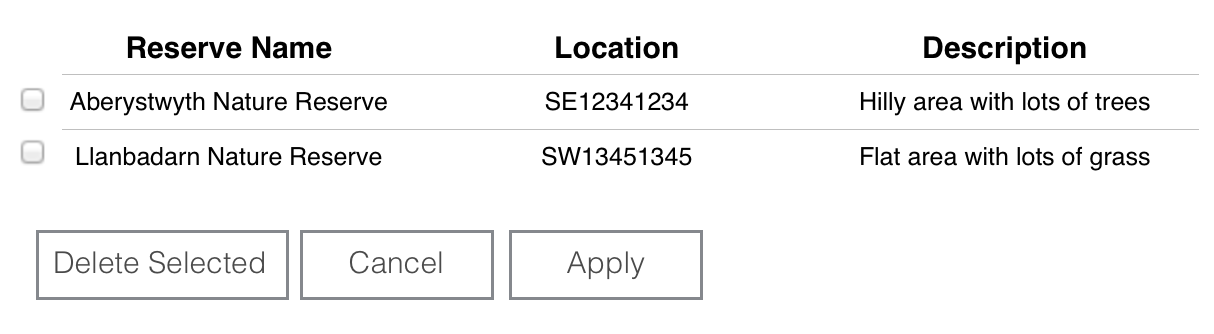 Reserve Name Location Description
Aberystwyth Nature Reserve SE12341234 Hilly area with lots of trees
Llanbadarn Nature Reserve SW13451345 Flat area with lots of grass
Delete Selected Cancel Apply